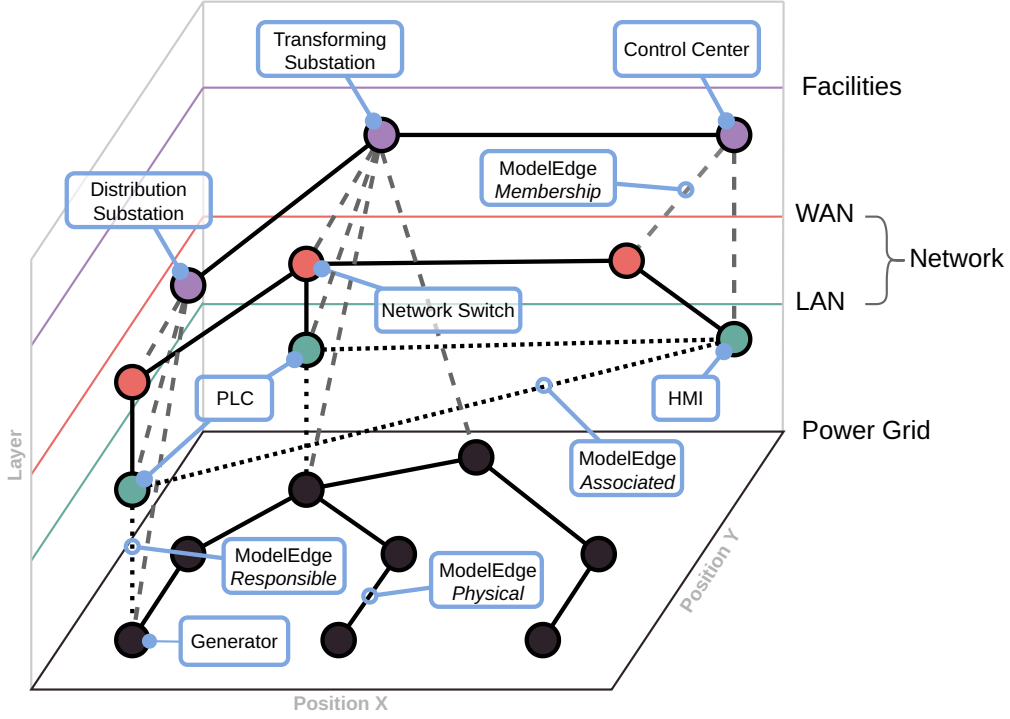 Transforming
Substation
Control Center
Facilities
ModelEdge
Membership
Distribution
Substation
WAN
Network
Network Switch
LAN
PLC
HMI
Power Grid
ModelEdge
Associated
Layer
ModelEdge
Responsible
ModelEdge
Physical
Position Y
Generator
Position X